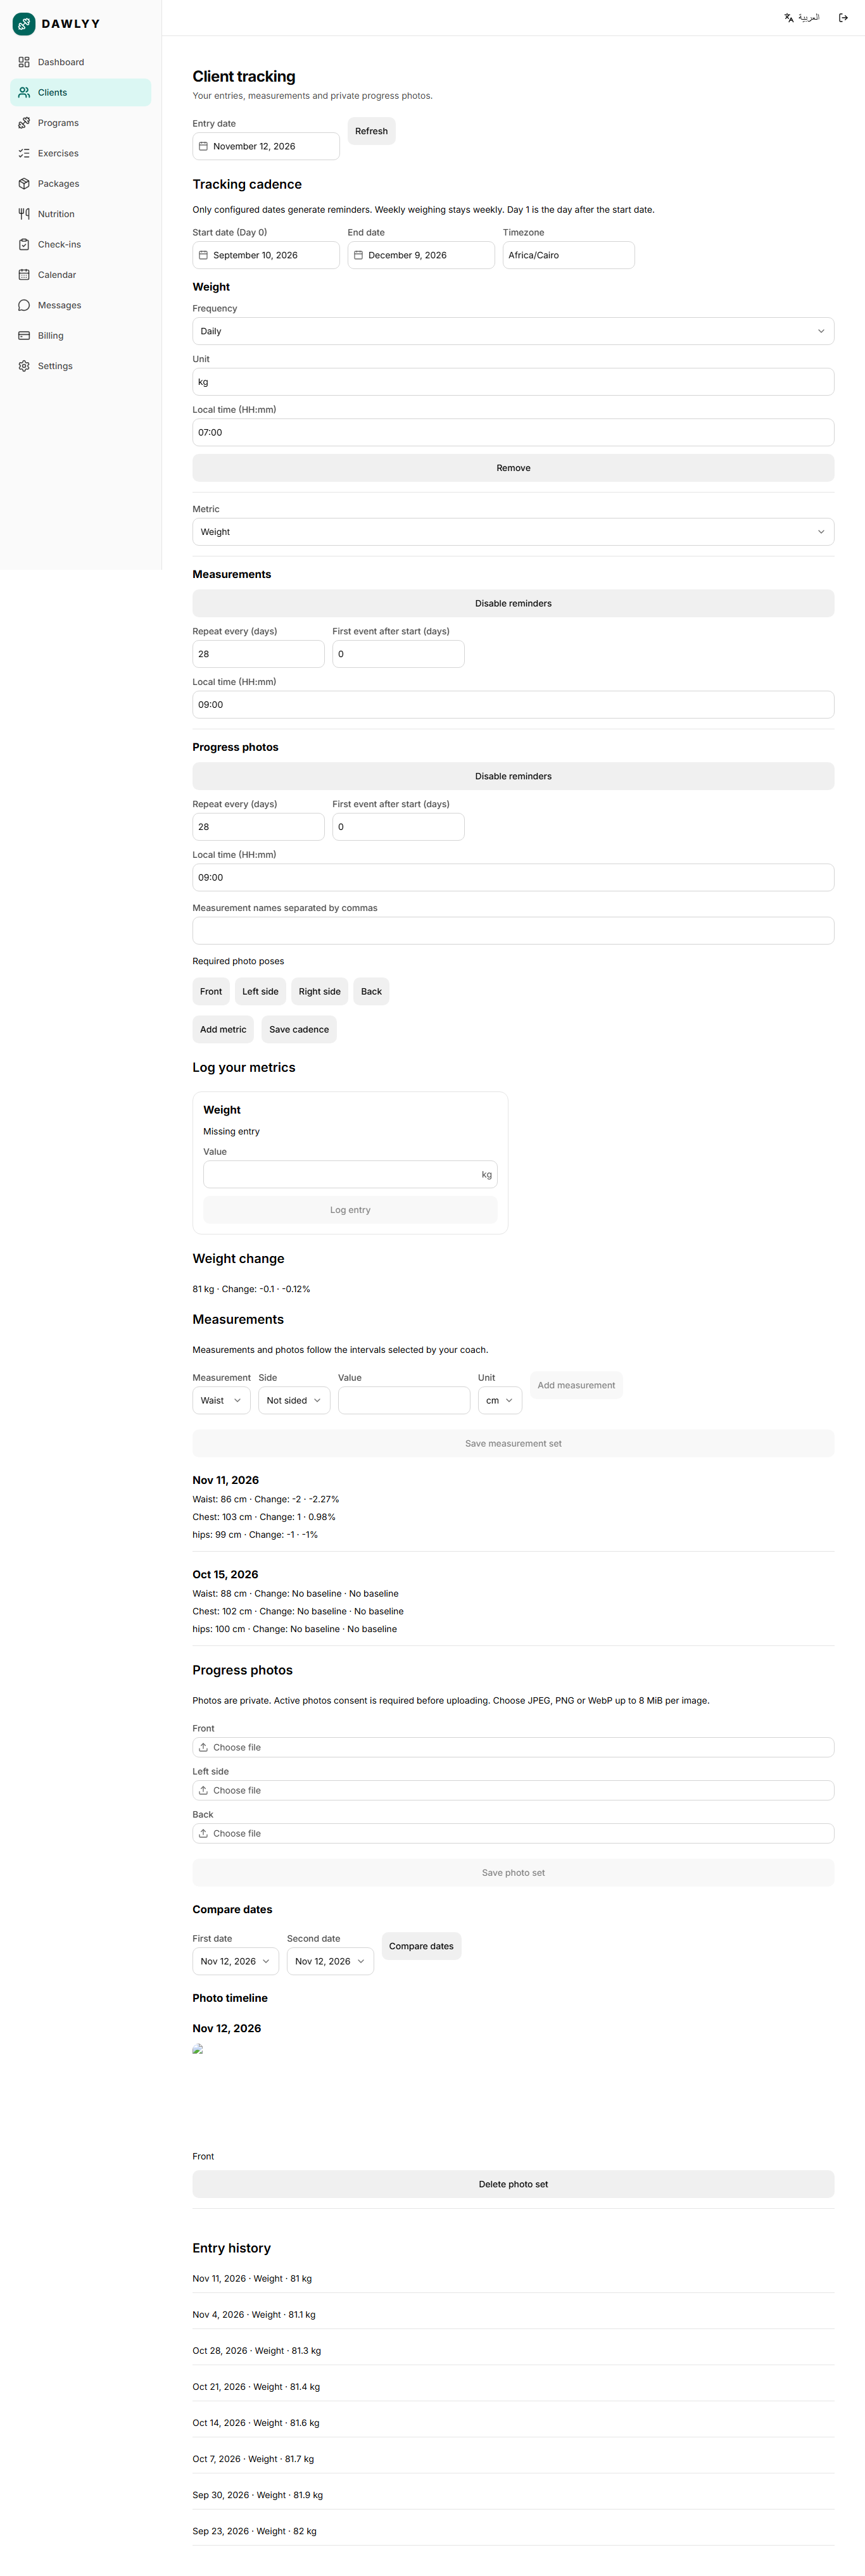 DAWLYY
العربية
Dashboard
Clients
Programs
Exercises
Packages
Nutrition
Check-ins
Calendar
Messages
Billing
Settings
Client tracking
Your entries, measurements and private progress photos.
Entry date
November 12, 2026
Refresh
Tracking cadence
Only configured dates generate reminders. Weekly weighing stays weekly. Day 1 is the day after the start date.
Start date (Day 0) End date Timezone
September 10, 2026 December 9, 2026 Africa/Cairo
Weight
Frequency
Daily
Unit
kg
Local time (HH:mm)
07:00
Remove
Metric
Weight
Measurements
Disable reminders
Repeat every (days) First event after start (days)
28 0
Local time (HH:mm)
09:00
Progress photos
Disable reminders
Repeat every (days) First event after start (days)
28 0
Local time (HH:mm)
09:00
Measurement names separated by commas
Required photo poses
Front Left side Right side Back
Add metric Save cadence
Log your metrics
Weight
Missing entry
Value
kg
Log entry
Weight change
81 kg · Change: -0.1 · -0.12%
Measurements
Measurements and photos follow the intervals selected by your coach.
Measurement Side Value Unit
Waist Not sided cm Add measurement
Save measurement set
Nov 11, 2026
Waist: 86 cm · Change: -2 · -2.27%
Chest: 103 cm · Change: 1 · 0.98%
hips: 99 cm · Change: -1 · -1%
Oct 15, 2026
Waist: 88 cm · Change: No baseline · No baseline
Chest: 102 cm · Change: No baseline · No baseline
hips: 100 cm · Change: No baseline · No baseline
Progress photos
Photos are private. Active photos consent is required before uploading. Choose JPEG, PNG or WebP up to 8 MiB per image.
Front
Choose file
Left side
Choose file
Back
Choose file
Save photo set
Compare dates
First date Second date
Nov 12, 2026 Nov 12, 2026 Compare dates
Photo timeline
Nov 12, 2026
Front
Delete photo set
Entry history
Nov 11, 2026 · Weight · 81 kg
Nov 4, 2026 · Weight · 81.1 kg
Oct 28, 2026 · Weight · 81.3 kg
Oct 21, 2026 · Weight · 81.4 kg
Oct 14, 2026 · Weight · 81.6 kg
Oct 7, 2026 · Weight · 81.7 kg
Sep 30, 2026 · Weight · 81.9 kg
Sep 23, 2026 · Weight · 82 kg